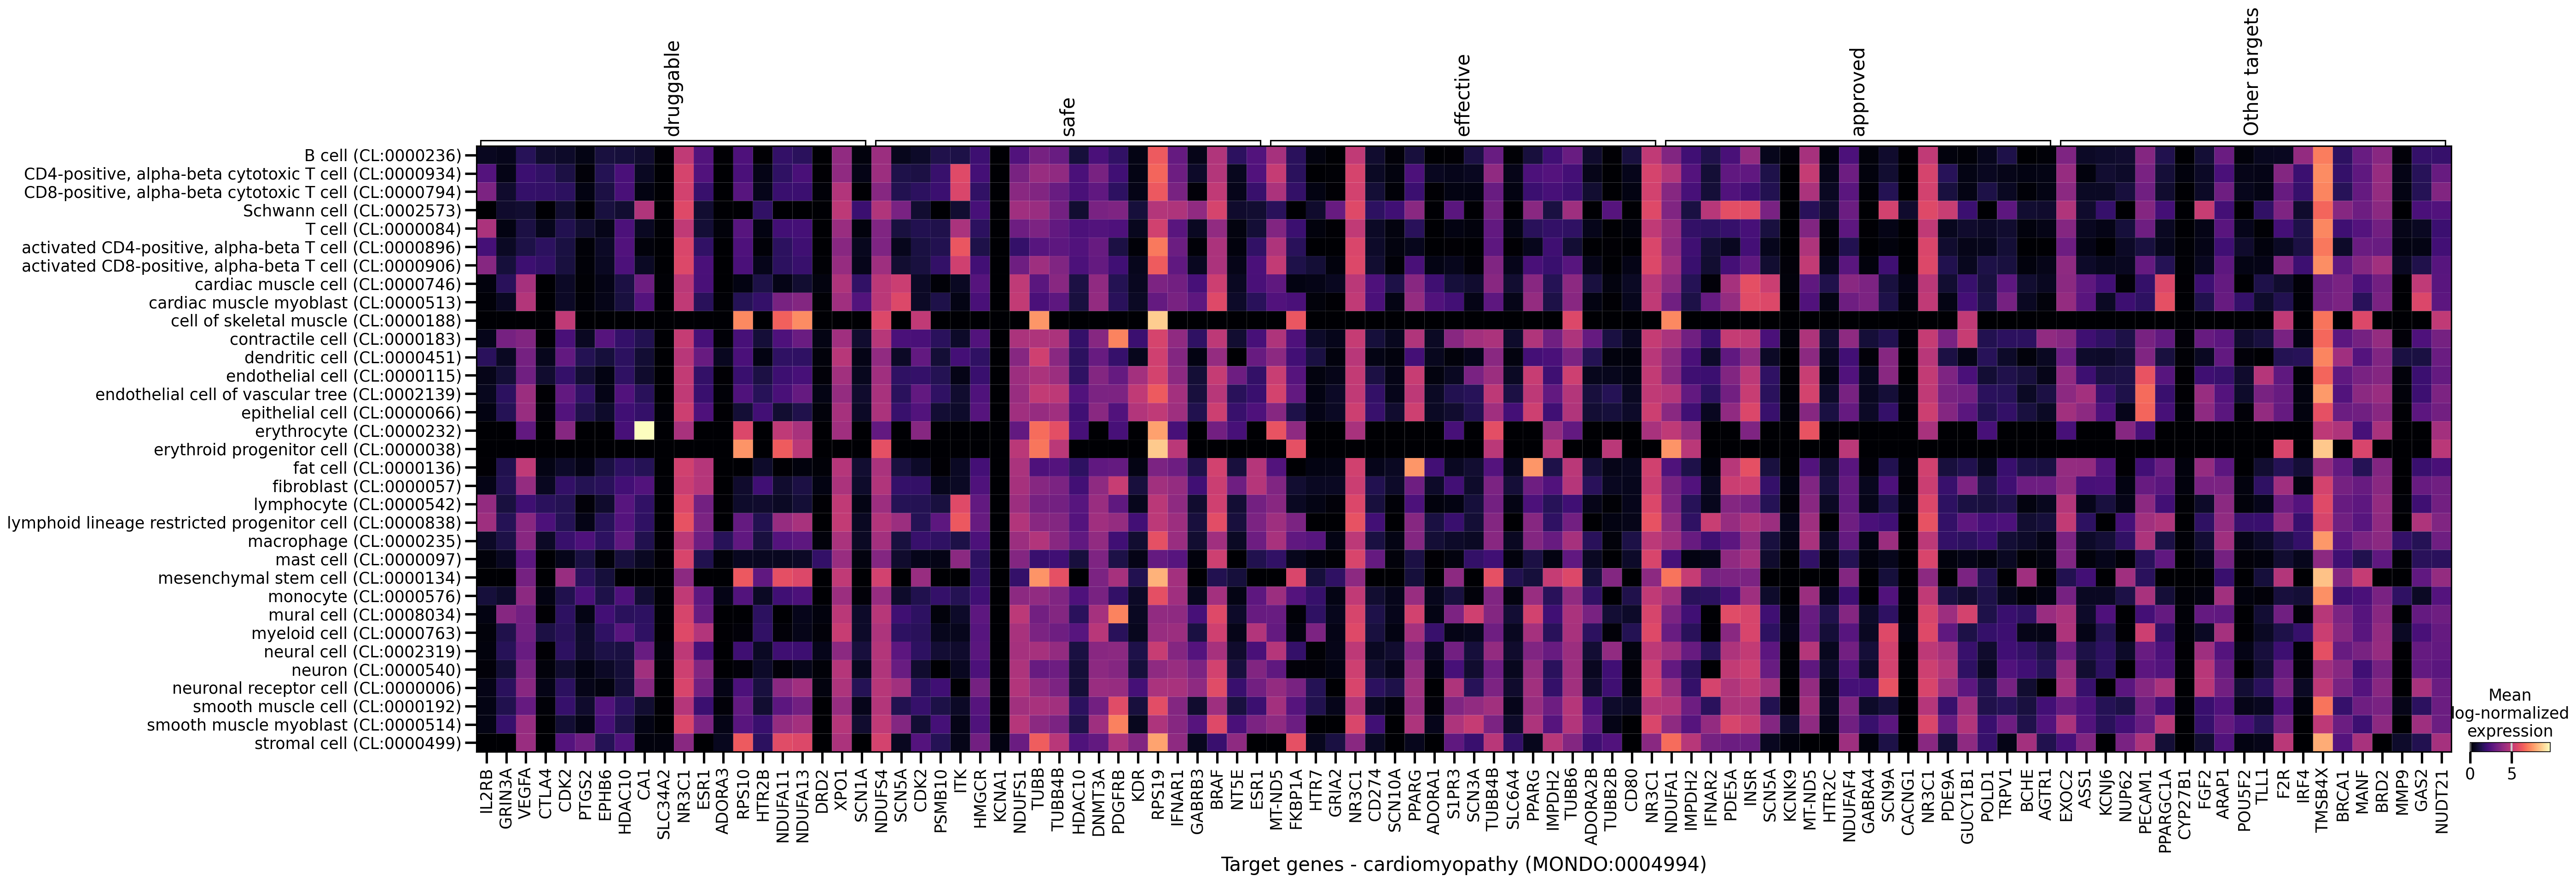 druggable
safe
effective
approved
Other targets
B cell (CL:0000236)
CD4-positive, alpha-beta cytotoxic T cell (CL:0000934)
CD8-positive, alpha-beta cytotoxic T cell (CL:0000794)
Schwann cell (CL:0002573)
T cell (CL:0000084)
activated CD4-positive, alpha-beta T cell (CL:0000896)
activated CD8-positive, alpha-beta T cell (CL:0000906)
cardiac muscle cell (CL:0000746)
cardiac muscle myoblast (CL:0000513)
cell of skeletal muscle (CL:0000188)
contractile cell (CL:0000183)
dendritic cell (CL:0000451)
endothelial cell (CL:0000115)
endothelial cell of vascular tree (CL:0002139)
epithelial cell (CL:0000066)
erythrocyte (CL:0000232)
erythroid progenitor cell (CL:0000038)
fat cell (CL:0000136)
fibroblast (CL:0000057)
lymphocyte (CL:0000542)
lymphoid lineage restricted progenitor cell (CL:0000838)
macrophage (CL:0000235)
mast cell (CL:0000097)
mesenchymal stem cell (CL:0000134)
monocyte (CL:0000576)
mural cell (CL:0008034)
myeloid cell (CL:0000763)
neural cell (CL:0002319)
neuron (CL:0000540)
neuronal receptor cell (CL:0000006)
smooth muscle cell (CL:0000192)
smooth muscle myoblast (CL:0000514)
stromal cell (CL:0000499)
IL2RB
GRIN3A
VEGFA
CTLA4
CDK2
PTGS2
EPHB6
HDAC10
CA1
SLC34A2
NR3C1
ESR1
ADORA3
RPS10
HTR2B
NDUFA11
NDUFA13
DRD2
XPO1
SCN1A
NDUFS4
SCN5A
CDK2
PSMB10
ITK
HMGCR
KCNA1
NDUFS1
TUBB
TUBB4B
HDAC10
DNMT3A
PDGFRB
KDR
RPS19
IFNAR1
GABRB3
BRAF
NT5E
ESR1
MT-ND5
FKBP1A
HTR7
GRIA2
NR3C1
CD274
SCN10A
PPARG
ADORA1
S1PR3
SCN3A
TUBB4B
SLC6A4
PPARG
IMPDH2
TUBB6
ADORA2B
TUBB2B
CD80
NR3C1
NDUFA1
IMPDH2
IFNAR2
PDE5A
INSR
SCN5A
KCNK9
MT-ND5
HTR2C
NDUFAF4
GABRA4
SCN9A
CACNG1
NR3C1
PDE9A
GUCY1B1
POLD1
TRPV1
BCHE
AGTR1
EXOC2
ASS1
KCNJ6
NUP62
PECAM1
PPARGC1A
CYP27B1
FGF2
ARAP1
POU5F2
TLL1
F2R
IRF4
TMSB4X
BRCA1
MANF
BRD2
MMP9
GAS2
NUDT21
Target genes - cardiomyopathy (MONDO:0004994)
Mean
log-normalized
expression
0
5